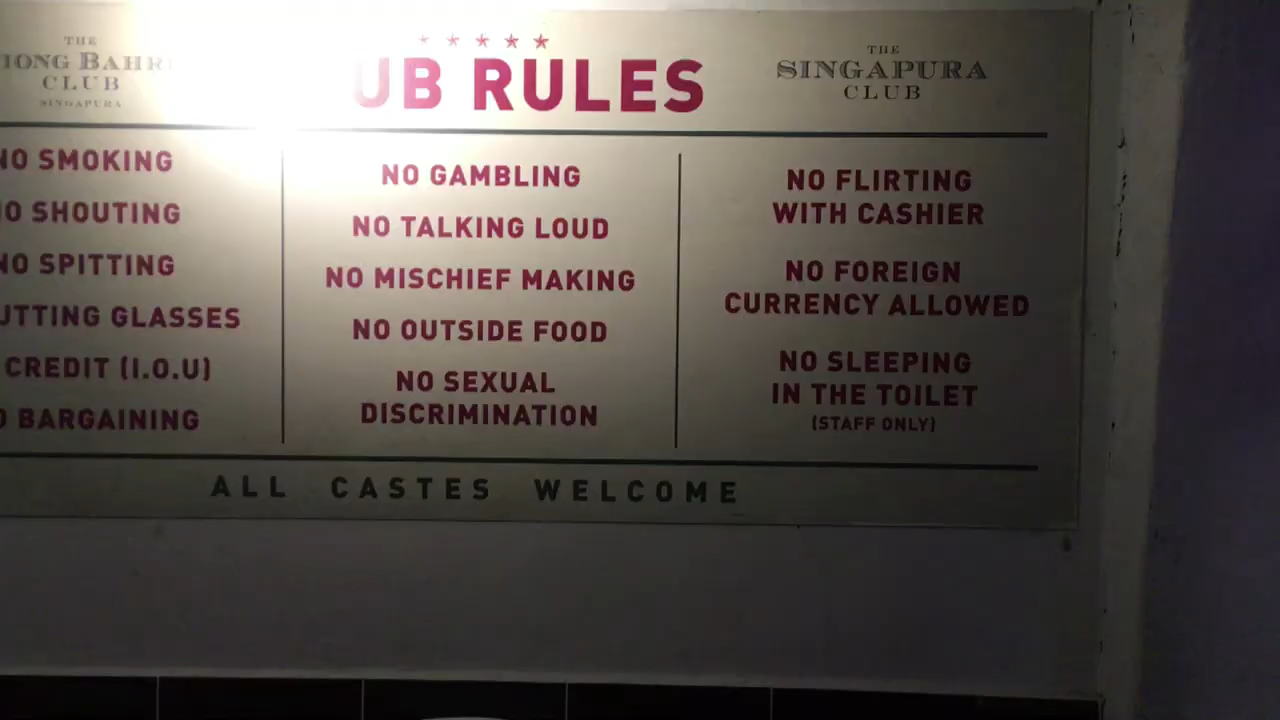 THE
BAHR
CLUB
SINGAPURA
UB RULES
THE
SINGAPURA
CLUB
NO SMOKING
NO SHOUTING
NO SPITTING
UTTING GLASSES
CREDIT (I.O.U)
BARGAINING
NO GAMBLING
NO TALKING LOUD
NO MISCHIEF MAKING
NO OUTSIDE FOOD
NO SEXUAL
DISCRIMINATION
NO FLIRTING
WITH CASHIER
NO FOREIGN
CURRENCY ALLOWED
NO SLEEPING
IN THE TOILET
(STAFF ONLY)
ALL CASTES WELCOME